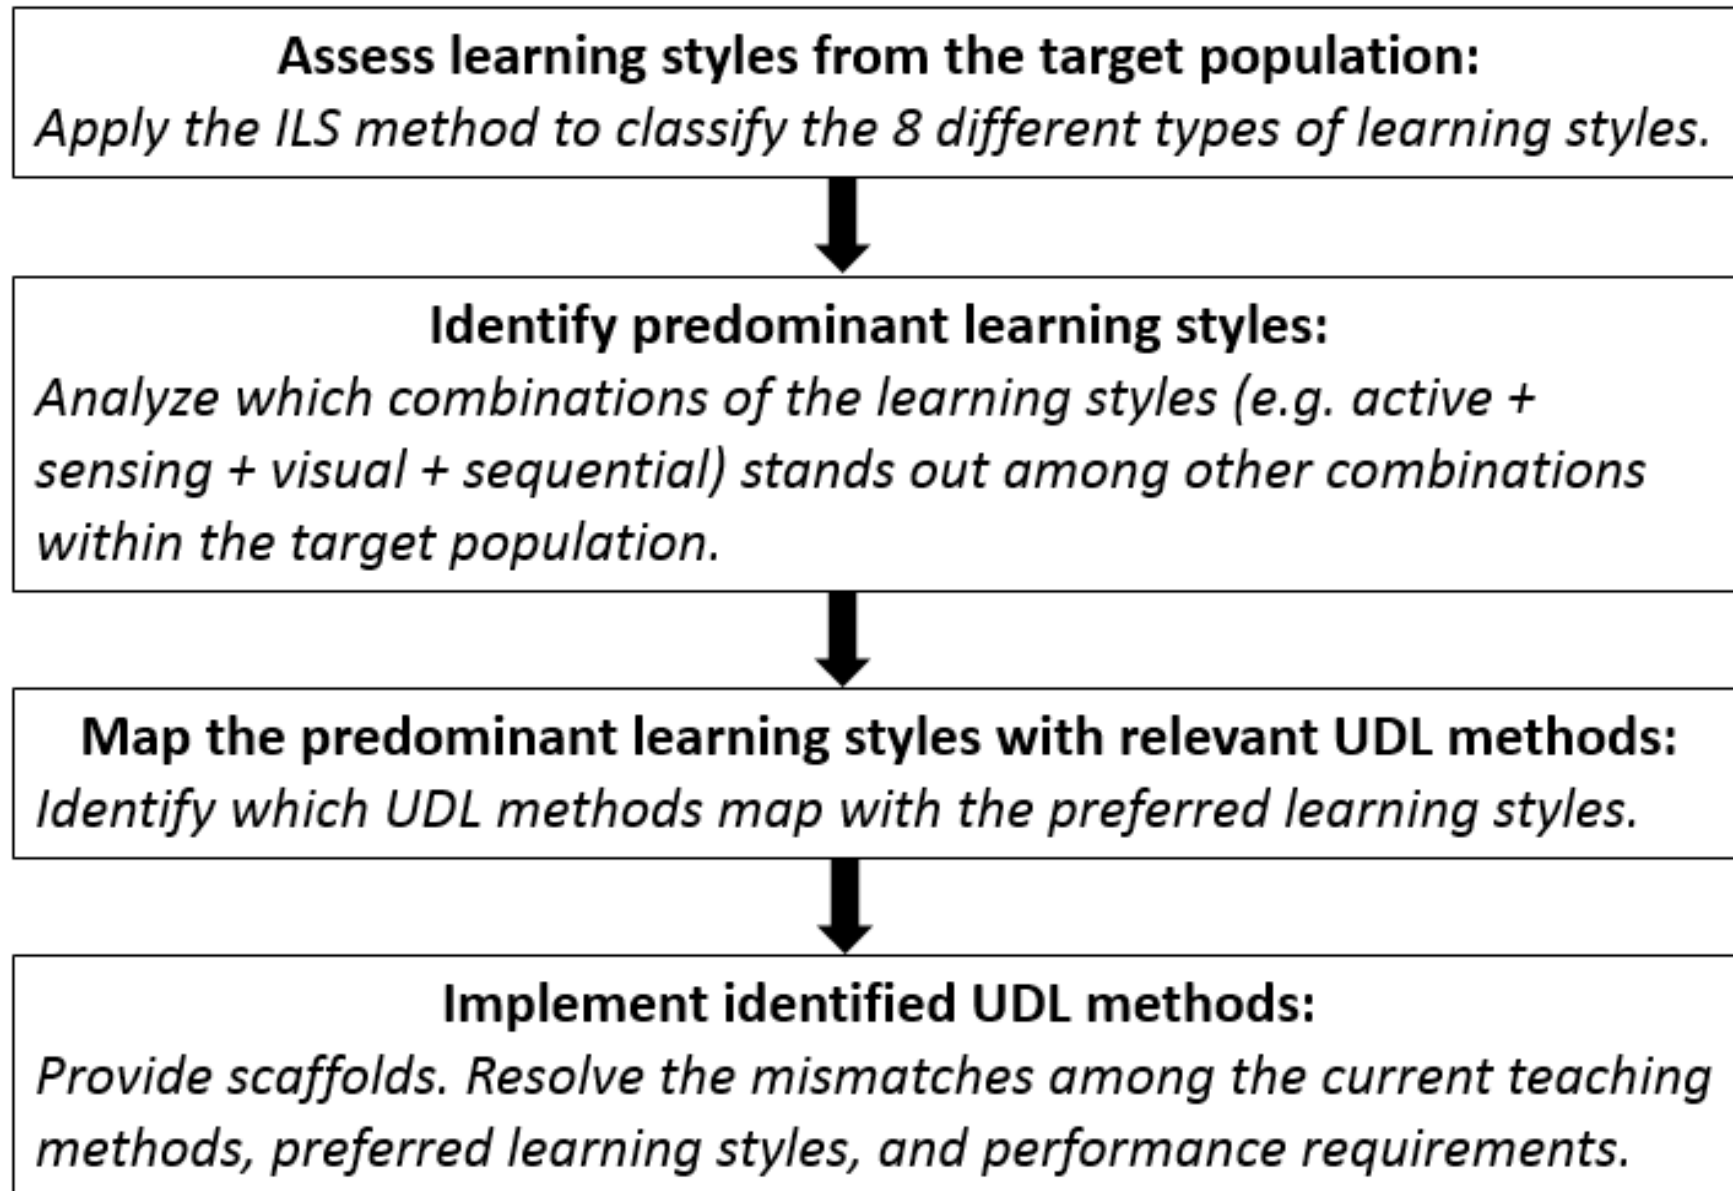 Assess learning styles from the target population:
Apply the ILS method to classify the 8 different types of learning styles.
Identify predominant learning styles:
Analyze which combinations of the learning styles (e.g. active +
sensing + visual + sequential) stands out among other combinations
within the target population.
Map the predominant learning styles with relevant UDL methods:
Identify which UDL methods map with the preferred learning styles.
Implement identified UDL methods:
Provide scaffolds. Resolve the mismatches among the current teaching
methods, preferred learning styles, and performance requirements.